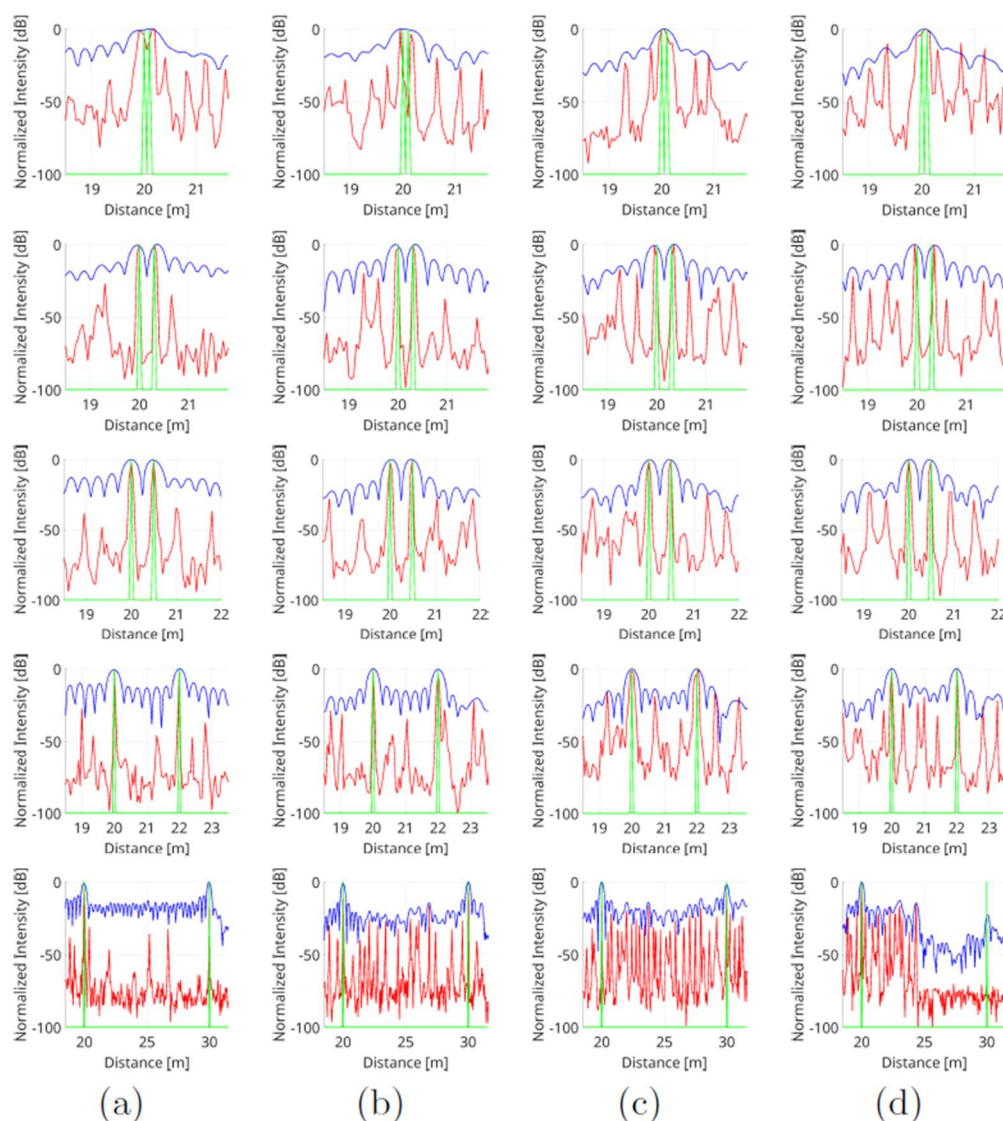 0
-50
-100
19 20 21
Distance [m]
Normalized Intensity [dB]
0
-50
-100
19 20 21
Distance [m]
Normalized Intensity [dB]
0
-50
-100
19 20 21
Distance [m]
Normalized Intensity [dB]
0
-50
-100
19 20 21
Distance [m]
Normalized Intensity [dB]
0
-50
-100
19 20 21
Distance [m]
Normalized Intensity [dB]
0
-50
-100
19 20 21
Distance [m]
Normalized Intensity [dB]
0
-50
-100
19 20 21
Distance [m]
Normalized Intensity [dB]
0
-50
-100
19 20 21
Distance [m]
Normalized Intensity [dB]
0
-50
-100
19 20 21 22
Distance [m]
Normalized Intensity [dB]
0
-50
-100
19 20 21 22
Distance [m]
Normalized Intensity [dB]
0
-50
-100
19 20 21 22
Distance [m]
Normalized Intensity [dB]
0
-50
-100
19 20 21 22
Distance [m]
Normalized Intensity [dB]
0
-50
-100
19 20 21 22 23
Distance [m]
Normalized Intensity [dB]
0
-50
-100
19 20 21 22 23
Distance [m]
Normalized Intensity [dB]
0
-50
-100
19 20 21 22 23
Distance [m]
Normalized Intensity [dB]
0
-50
-100
19 20 21 22 23
Distance [m]
Normalized Intensity [dB]
0
-50
-100
20 25 30
Distance [m]
Normalized Intensity [dB]
0
-50
-100
20 25 30
Distance [m]
Normalized Intensity [dB]
0
-50
-100
20 25 30
Distance [m]
Normalized Intensity [dB]
0
-50
-100
20 25 30
Distance [m]
Normalized Intensity [dB]
(a) (b) (c) (d)